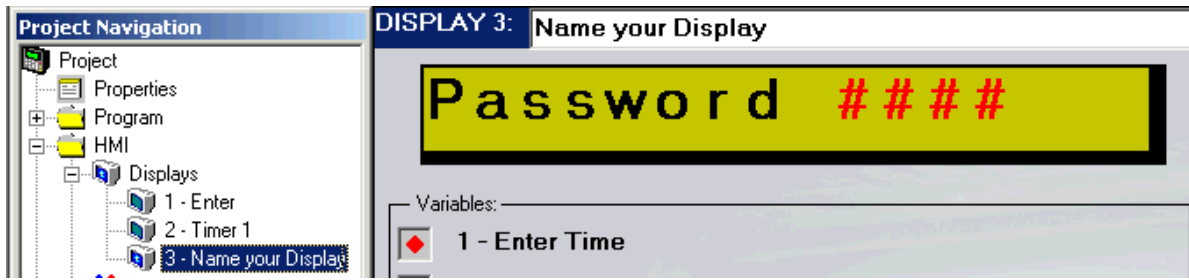 Project Navigation
Project
Properties
Program
HMI
Displays
1 - Enter
2 - Timer 1
3 - Name your Display
DISPLAY 3: Name your Display
Password ####
Variables:
1 - Enter Time